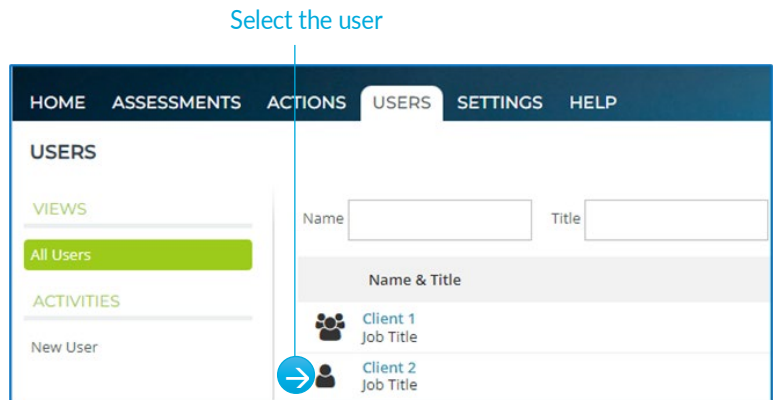 Select the user
HOME ASSESSMENTS ACTIONS USERS SETTINGS HELP
USERS
VIEWS
All Users
ACTIVITIES
New User
Name Title
Name & Title
Client 1
Job Title
Client 2
Job Title